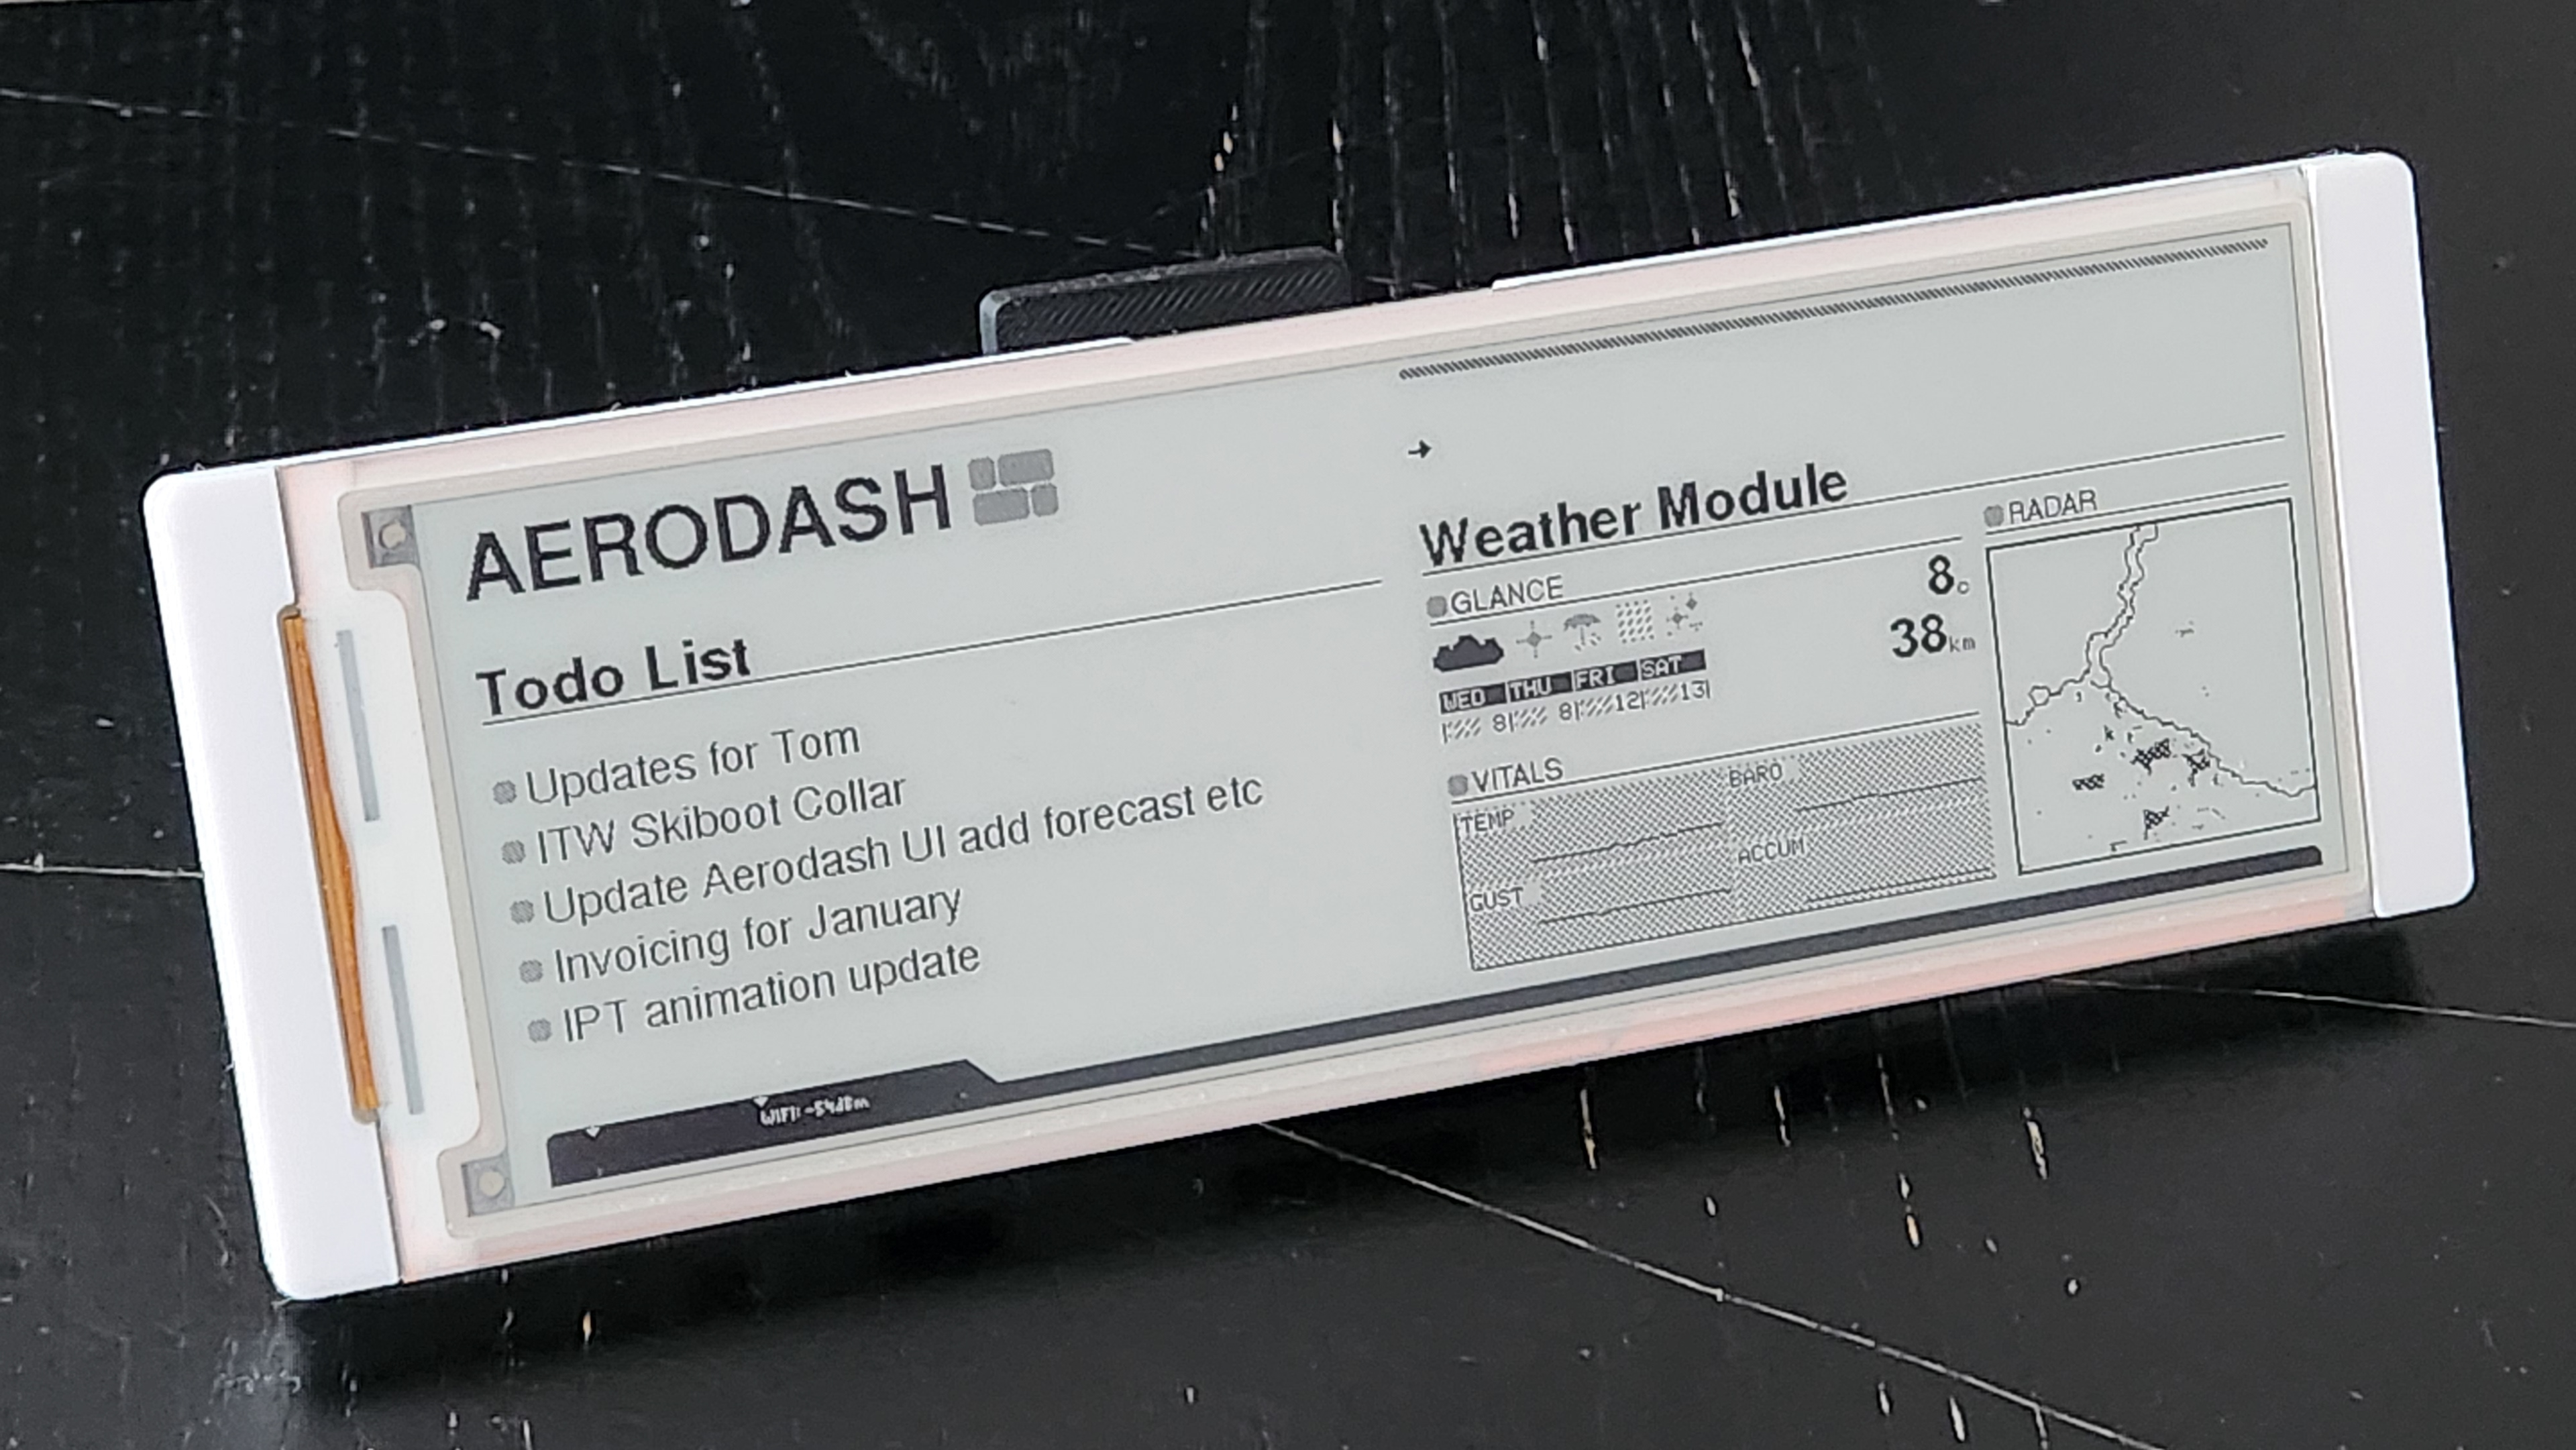 AERODASH
Todo List
Updates for Tom
ITW Skiboot Collar
Update Aerodash UI add forecast etc
Invoicing for January
IPT animation update
WIFI: -54dBm
Weather Module
GLANCE
8c
38km
WED THU FRI SAT
8 8 12 13
VITALS
TEMP BARO
GUST ACCUM
RADAR